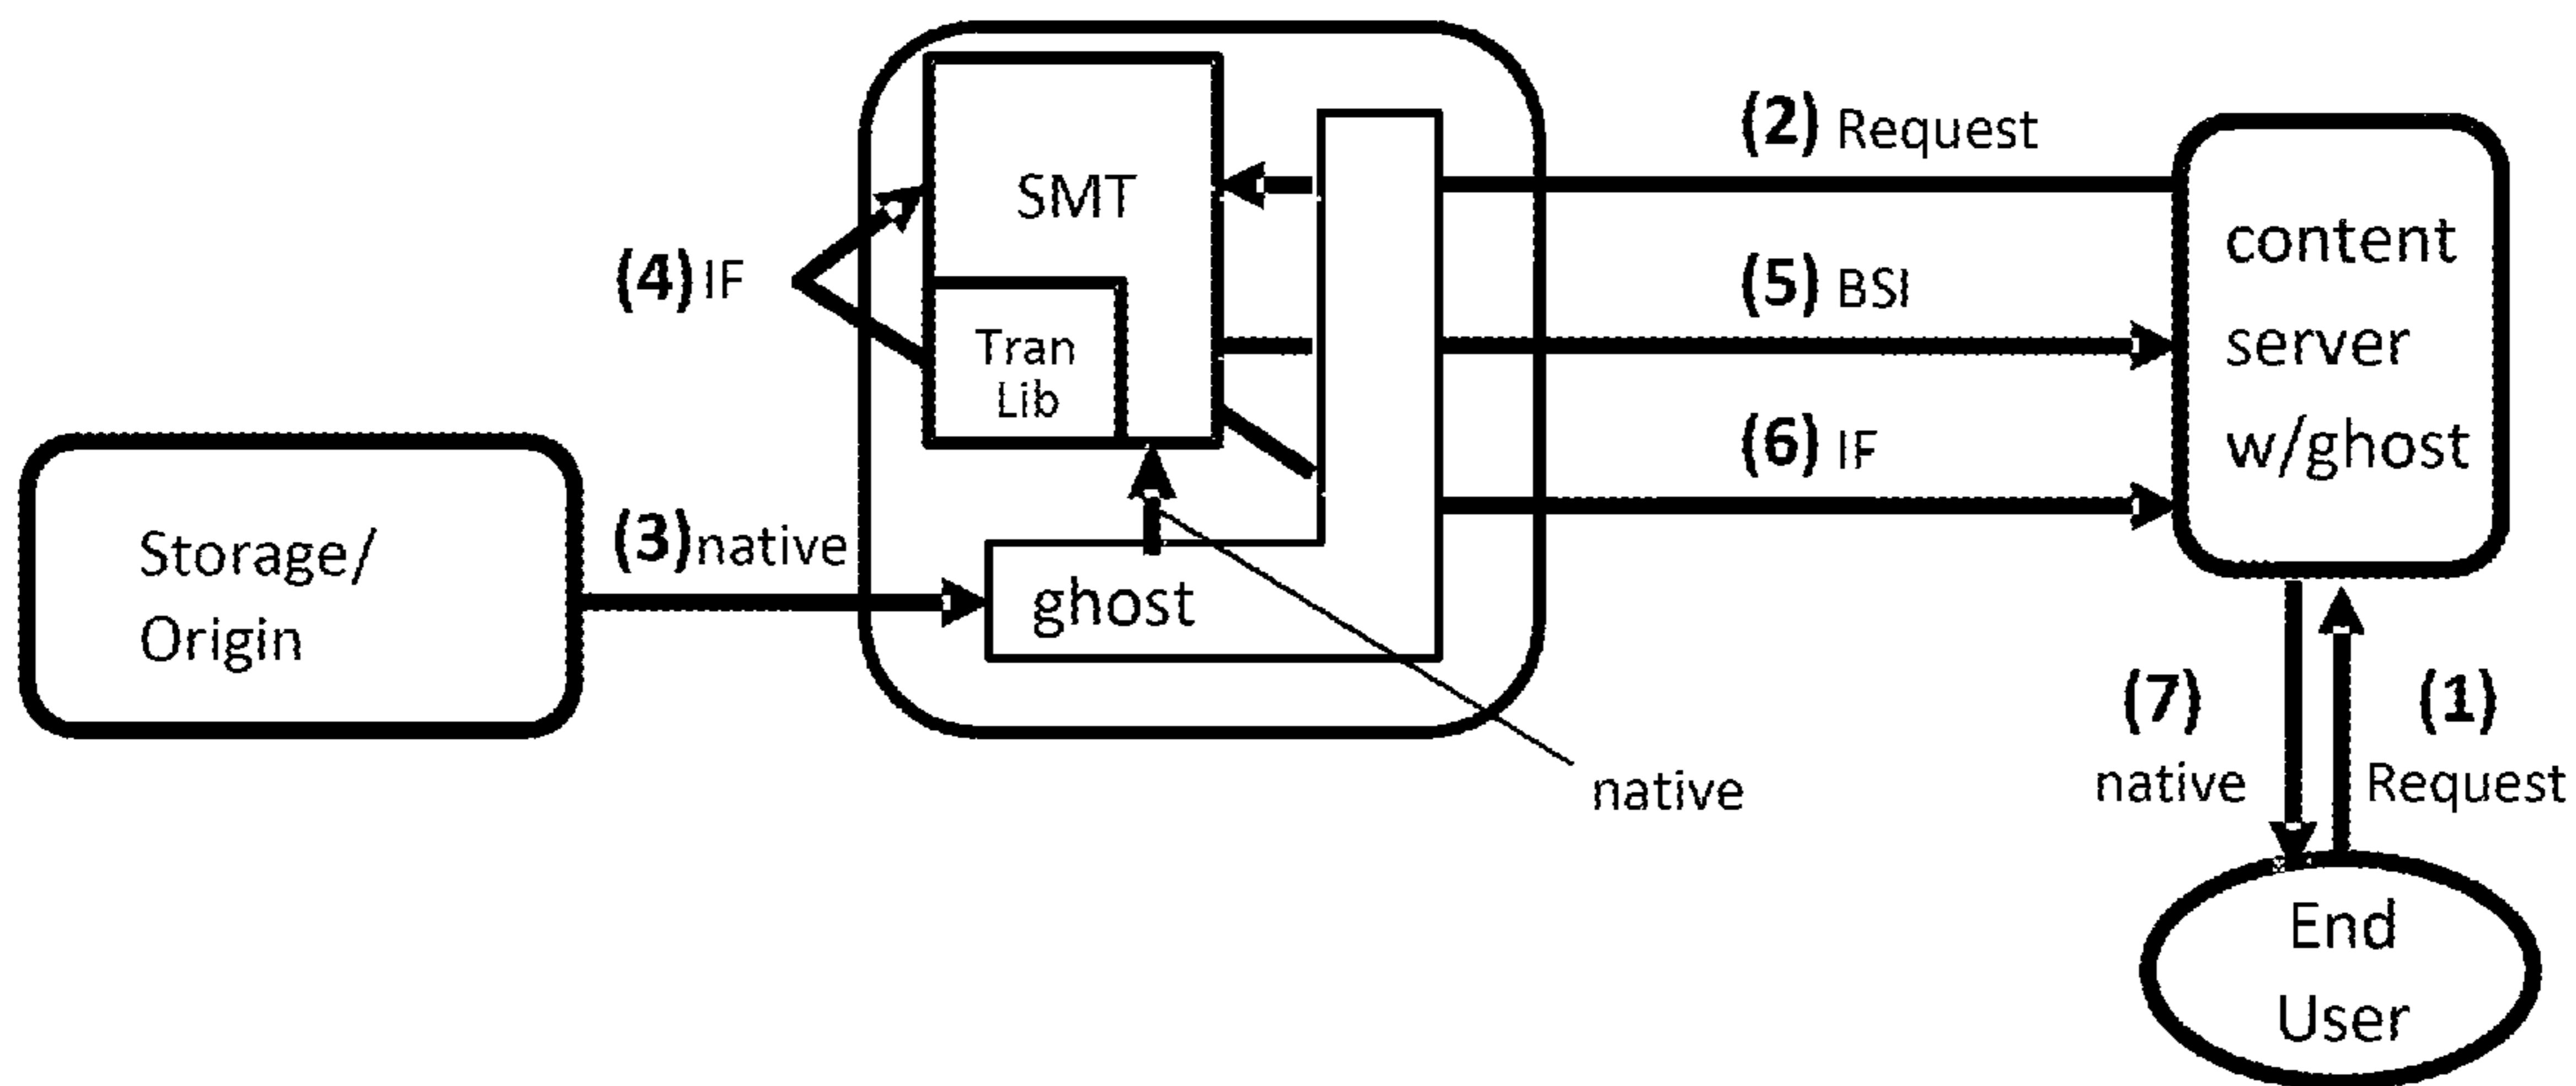 (2) Request
SMT
content
server
w/ghost
(4) IF
(5) BSI
Tran
Lib
(6) IF
Storage/
Origin
(3) native
ghost
native
(7)
native
(1)
Request
End
User